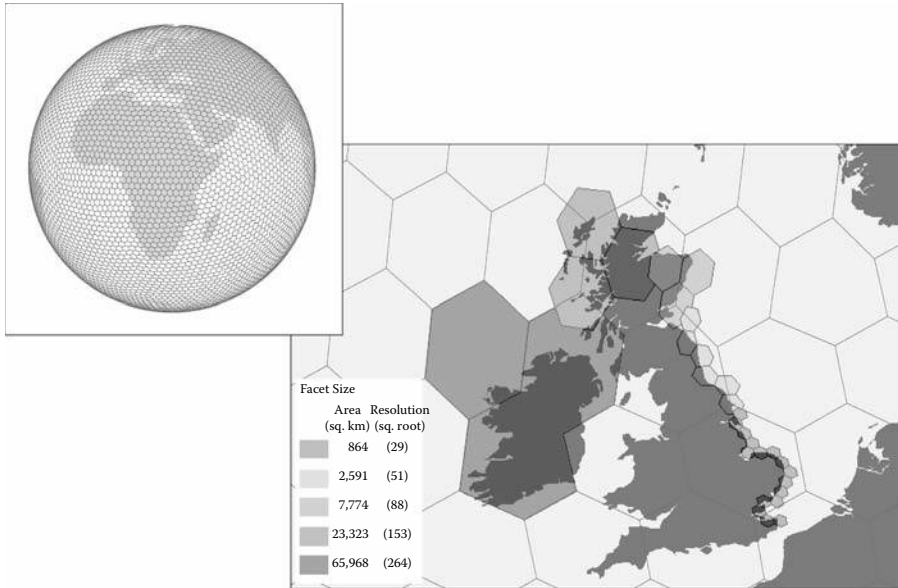 Facet Size
Area Resolution
(sq. km) (sq. root)
864 (29)
2,591 (51)
7,774 (88)
23,323 (153)
65,968 (264)